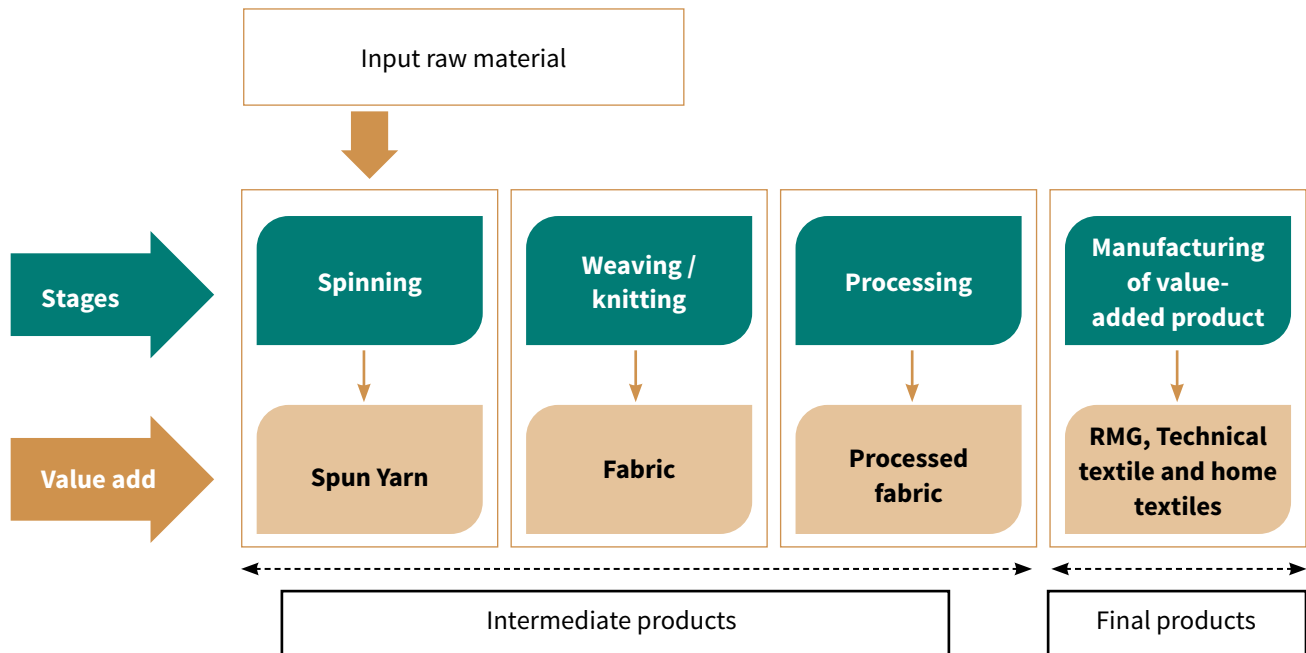 Input raw material
Stages
Spinning
Weaving /
knitting
Processing
Manufacturing
of value-
added product
Value add
Spun Yarn
Fabric
Processed
fabric
RMG, Technical
textile and home
textiles
Intermediate products
Final products